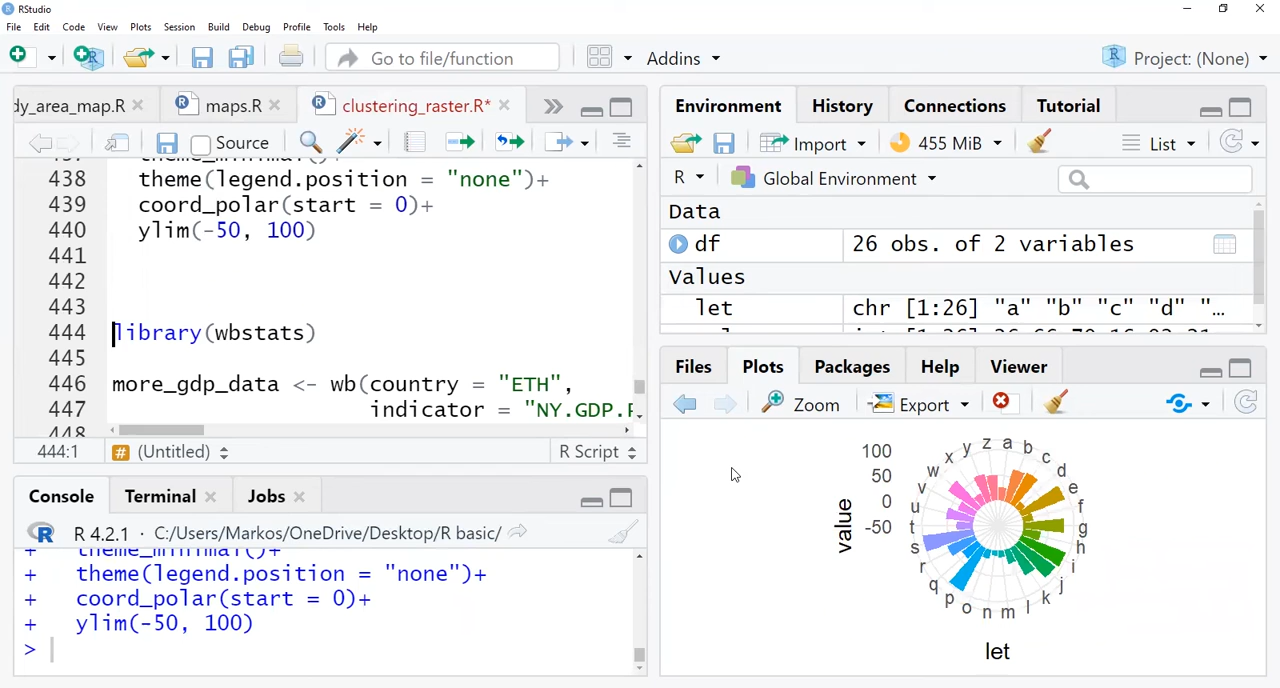 RStudio
File Edit Code View Plots Session Build Debug Profile Tools Help
Go to file/function
Addins
Project: (None)
dy_area_map.R
maps.R
clustering_raster.R*
Source
438 theme(legend.position = "none")+
439 coord_polar(start = 0)+
440 ylim(-50, 100)
441
442
443
444 library(wbstats)
445
446 more_gdp_data <- wb(country = "ETH",
447 indicator = "NY.GDP.
448
444:1
(Untitled)
R Script
Console Terminal Jobs
R 4.2.1 · C:/Users/Markos/OneDrive/Desktop/R basic/
+ theme_minimal()+
+ theme(legend.position = "none")+
+ coord_polar(start = 0)+
+ ylim(-50, 100)
>
Environment History Connections Tutorial
Import
455 MiB
List
R
Global Environment
Data
df 26 obs. of 2 variables
Values
let chr [1:26] "a" "b" "c" "d" "...
Files Plots Packages Help Viewer
Zoom
Export
100
50
0
-50
value
a
b
c
d
e
f
g
h
i
j
k
l
m
n
o
p
q
r
s
t
u
v
w
x
y
z
let